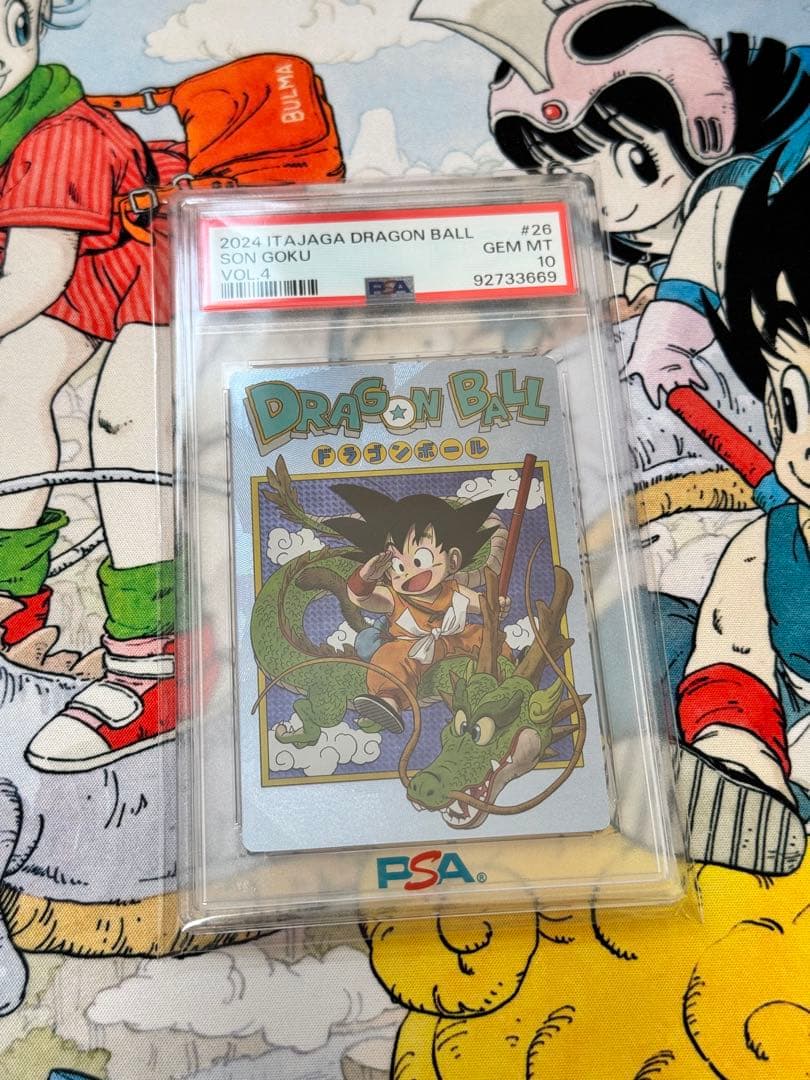 BULMA
2024 ITAJAGA DRAGON BALL #26
SON GOKU GEM MT
VOL.4 10
PSA 92733669
DRAGON BALL
ドラゴンボール
PSA®